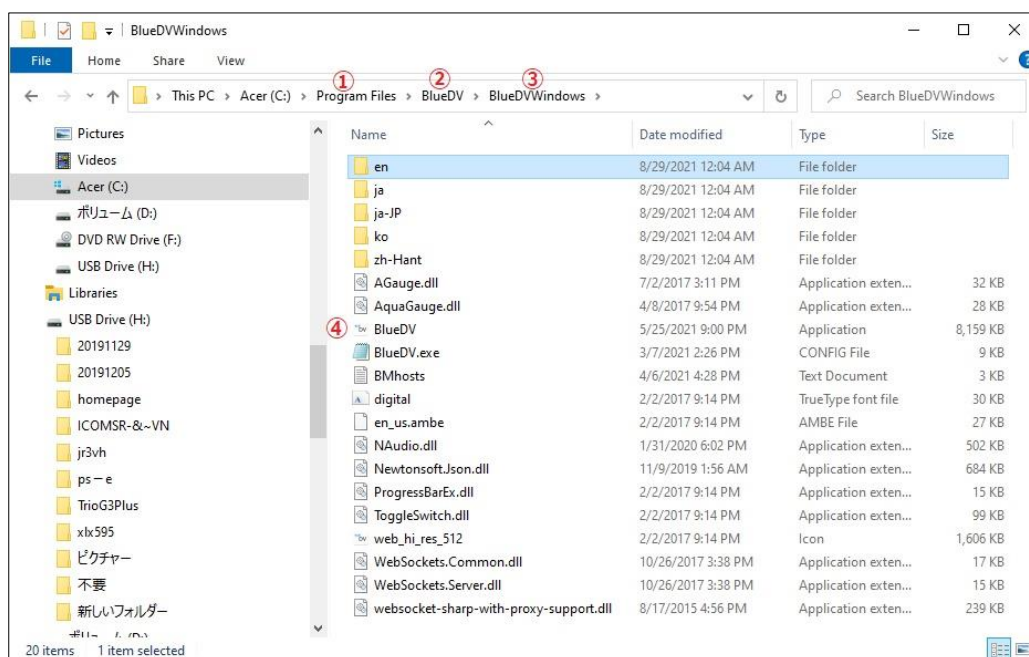 BlueDVWindows
File Home Share View
① ② ③
This PC > Acer (C:) > Program Files > BlueDV > BlueDVWindows >
Search BlueDVWindows
Pictures
Videos
Acer (C:)
ボリューム (D:)
DVD RW Drive (F:)
USB Drive (H:)
Libraries
USB Drive (H:)
20191129
20191205
homepage
ICOMSR-&~VN
jr3vh
ps－e
TrioG3Plus
xlx595
ピクチャー
不要
新しいフォルダー
Name Date modified Type Size
en 8/29/2021 12:04 AM File folder
ja 8/29/2021 12:04 AM File folder
ja-JP 8/29/2021 12:04 AM File folder
ko 8/29/2021 12:04 AM File folder
zh-Hant 8/29/2021 12:04 AM File folder
AGauge.dll 7/2/2017 3:11 PM Application exten... 32 KB
AquaGauge.dll 4/8/2017 9:54 PM Application exten... 28 KB
④ BlueDV 5/25/2021 9:00 PM Application 8,159 KB
BlueDV.exe 3/7/2021 2:26 PM CONFIG File 9 KB
BMhosts 4/6/2021 4:28 PM Text Document 3 KB
digital 2/2/2017 9:14 PM TrueType font file 30 KB
en_us.ambe 2/2/2017 9:14 PM AMBE File 27 KB
NAudio.dll 1/31/2020 6:02 PM Application exten... 502 KB
Newtonsoft.Json.dll 11/9/2019 1:56 AM Application exten... 684 KB
ProgressBarEx.dll 2/2/2017 9:14 PM Application exten... 15 KB
ToggleSwitch.dll 2/2/2017 9:14 PM Application exten... 99 KB
web_hi_res_512 2/2/2017 9:14 PM Icon 1,606 KB
WebSockets.Common.dll 10/26/2017 3:38 PM Application exten... 17 KB
WebSockets.Server.dll 10/26/2017 3:38 PM Application exten... 15 KB
websocket-sharp-with-proxy-support.dll 8/17/2015 4:56 PM Application exten... 239 KB
20 items 1 item selected